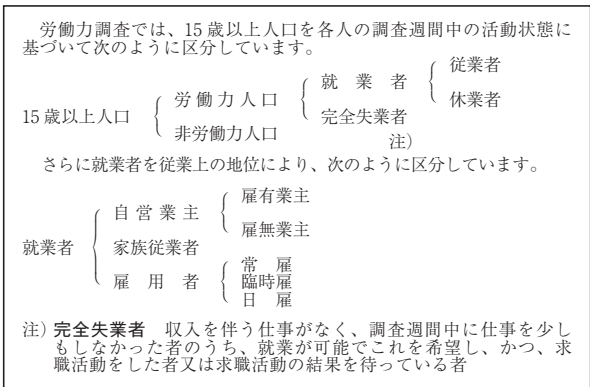 労働力調査では、15歳以上人口を各人の調査週間中の活動状態に
基づいて次のように区分しています。
従業者
就業者
労働力人口
休業者
15歳以上人口
完全失業者
非労働力人口
注）
さらに就業者を従業上の地位により、次のように区分しています。
雇有業主
自営業主
雇無業主
就業者
家族従業者
常雇
雇用者
臨時雇
日雇
注）完全失業者　収入を伴う仕事がなく、調査週間中に仕事を少し
もしなかった者のうち、就業が可能でこれを希望し、かつ、求
職活動をした者又は求職活動の結果を待っている者